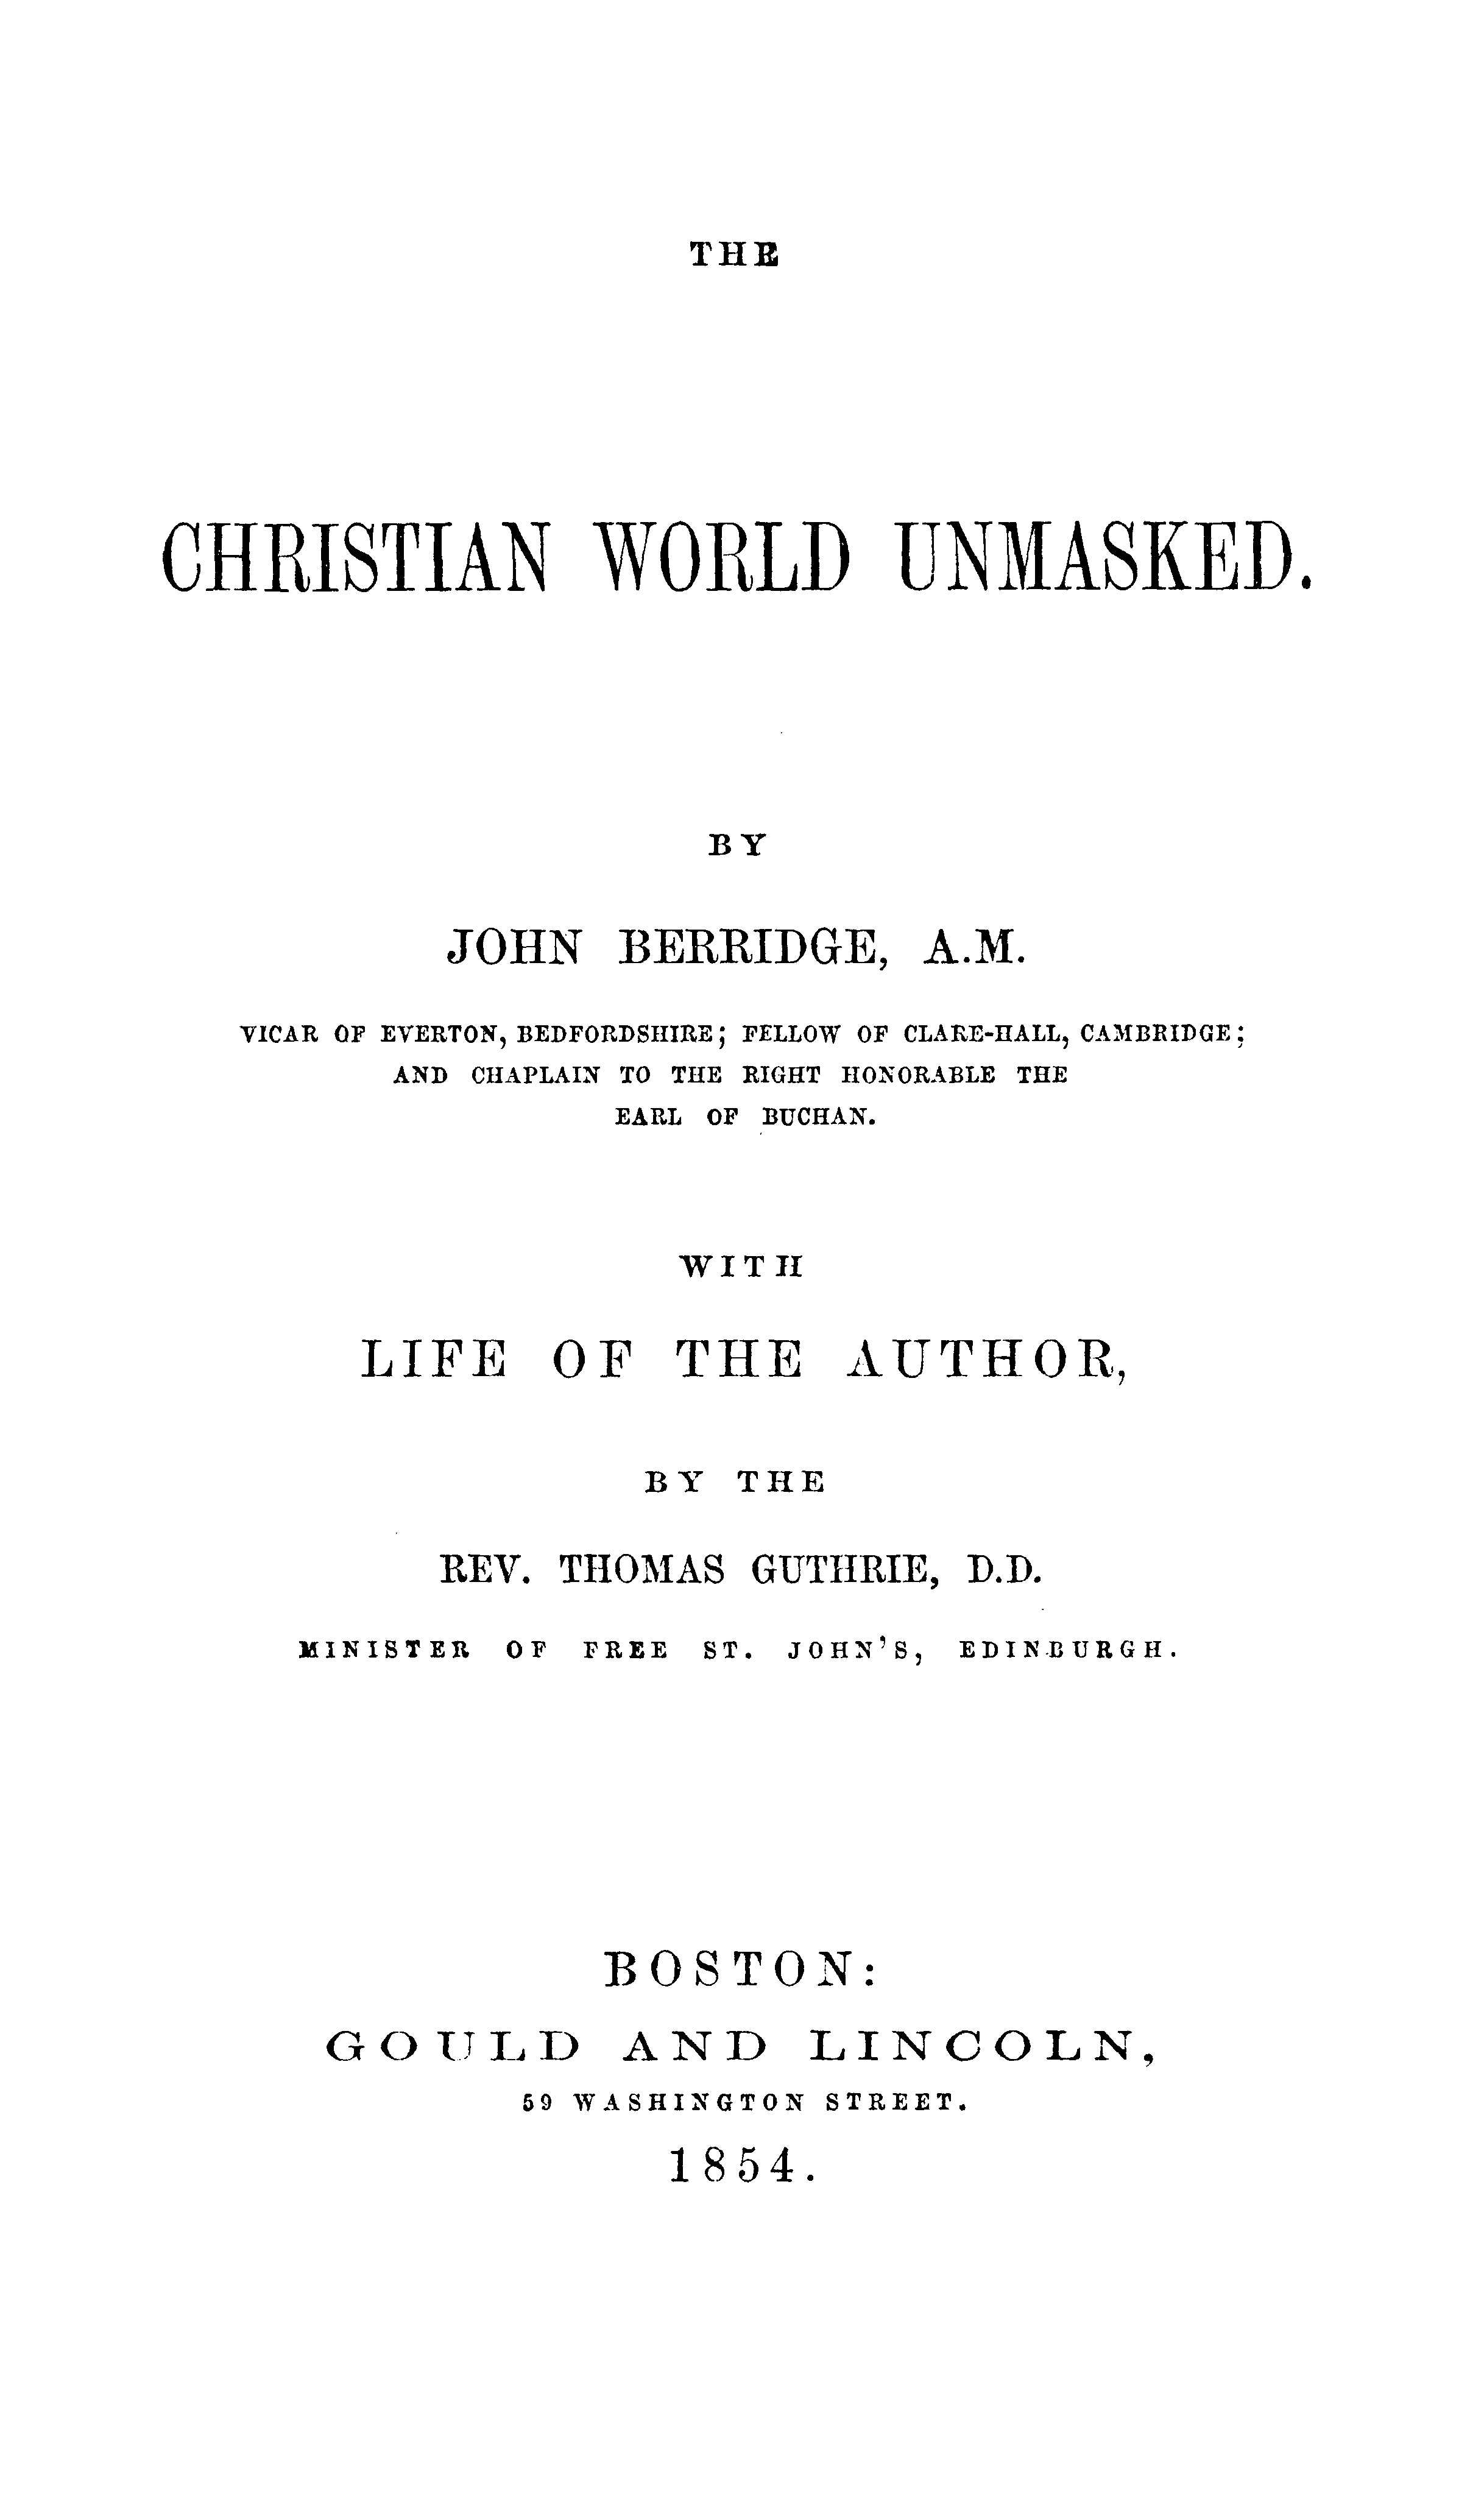 THE
CHRISTIAN WORLD UNMASKED.
BY
JOHN BERRIDGE, A.M.
VICAR OF EVERTON, BEDFORDSHIRE; FELLOW OF CLARE-HALL, CAMBRIDGE;
AND CHAPLAIN TO THE RIGHT HONORABLE THE
EARL OF BUCHAN.
WITH
LIFE OF THE AUTHOR,
BY THE
REV. THOMAS GUTHRIE, D.D.
MINISTER OF FREE ST. JOHN'S, EDINBURGH.
BOSTON:
GOULD AND LINCOLN,
59 WASHINGTON STREET.
1854.